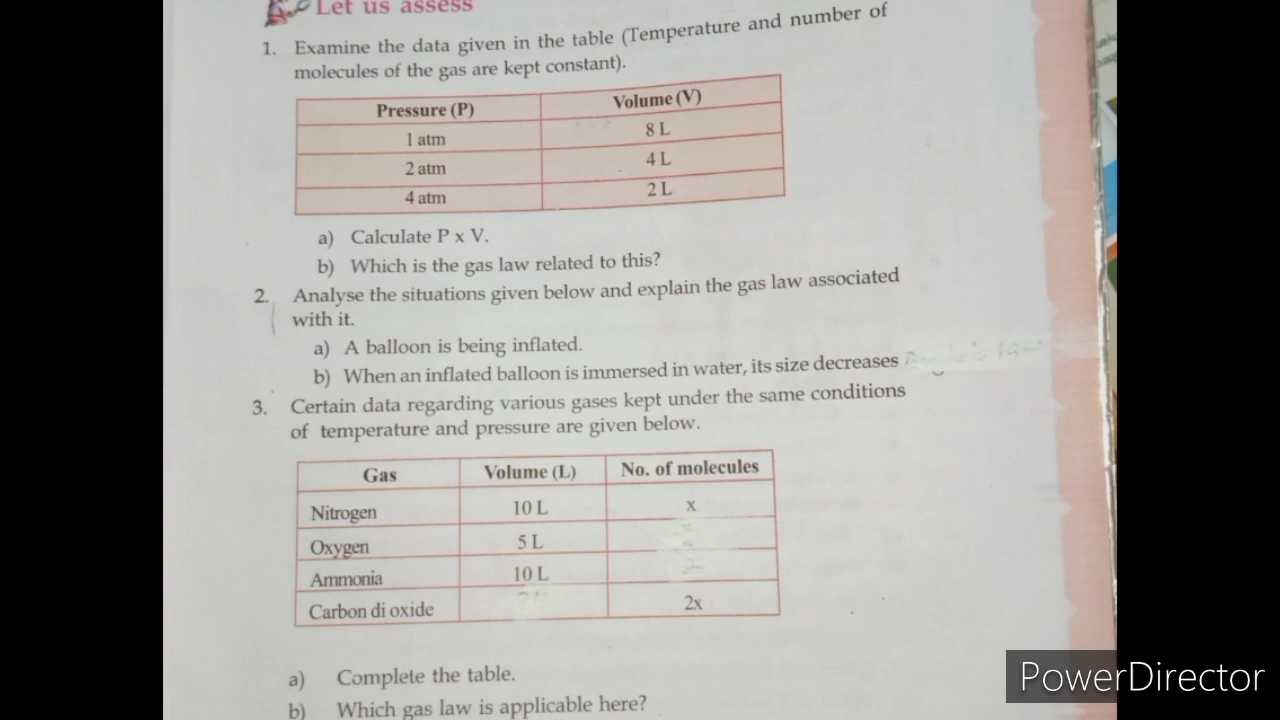 Let us assess
1. Examine the data given in the table (Temperature and number of
molecules of the gas are kept constant).
Pressure (P) Volume (V)
1 atm 8 L
2 atm 4 L
4 atm 2 L
a) Calculate P x V.
b) Which is the gas law related to this?
2. Analyse the situations given below and explain the gas law associated
with it.
a) A balloon is being inflated.
b) When an inflated balloon is immersed in water, its size decreases
3. Certain data regarding various gases kept under the same conditions
of temperature and pressure are given below.
Gas Volume (L) No. of molecules
Nitrogen 10 L x
Oxygen 5 L
Ammonia 10 L
Carbon di oxide 2x
a) Complete the table.
b) Which gas law is applicable here?
PowerDirector